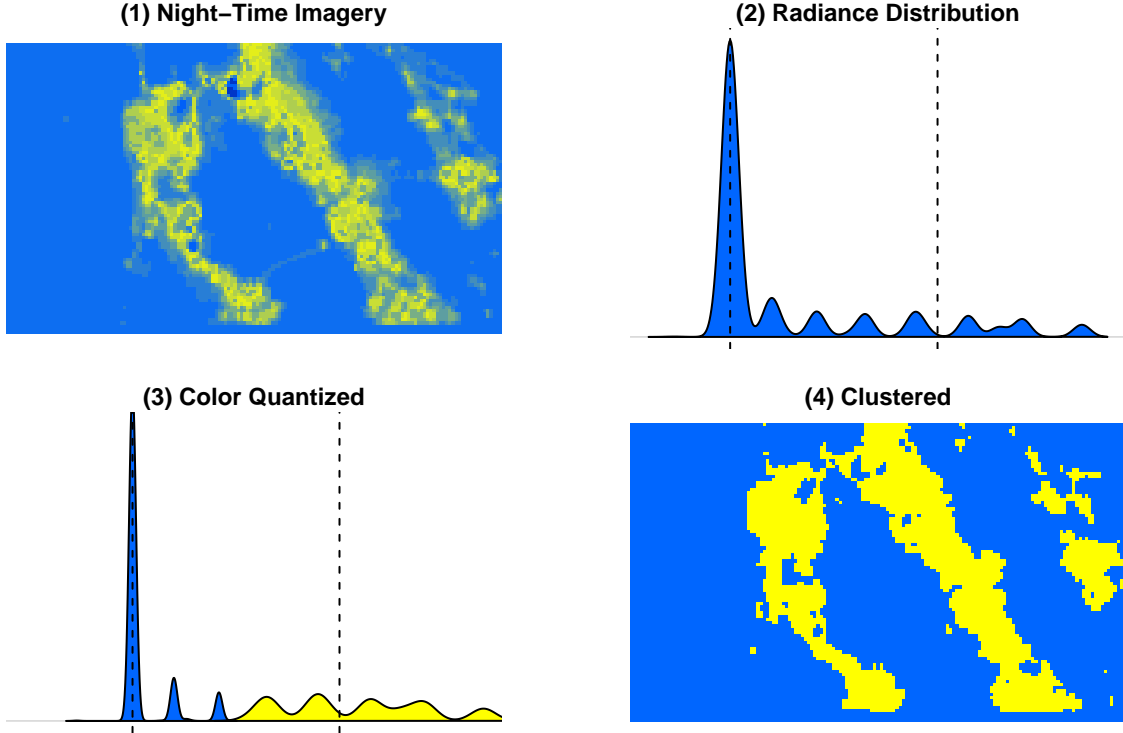 (1) Night−Time Imagery
(2) Radiance Distribution
(3) Color Quantized
(4) Clustered